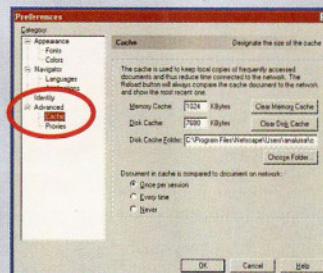 Preferences
Category:
Appearance
Fonts
Colors
Navigator
Languages
Applications
Identity
Advanced
Cache
Proxies
Cache
Designate the size of the cache
The cache is used to keep local copies of frequently accessed
documents and thus reduce time connected to the network. The
Reload button will always compare the cache document to the network
and show the most recent one.
Memory Cache: 1024 KBytes
Clear Memory Cache
Disk Cache: 7680 KBytes
Clear Disk Cache
Disk Cache Folder: C:\Program Files\Netscape\Users\analuisa\c
Choose Folder...
Document in cache is compared to document on network:
Once per session
Every time
Never
OK
Cancel
Help